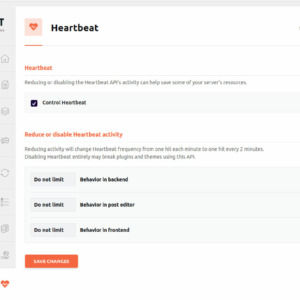 Heartbeat
Heartbeat
Reducing or disabling the Heartbeat API's activity can help save some of your server's resources.
Control Heartbeat
Reduce or disable Heartbeat activity
Reducing activity will change Heartbeat frequency from one hit each minute to one hit every 2 minutes.
Disabling Heartbeat entirely may break plugins and themes using this API.
Do not limit Behavior in backend
Do not limit Behavior in post editor
Do not limit Behavior in frontend
SAVE CHANGES